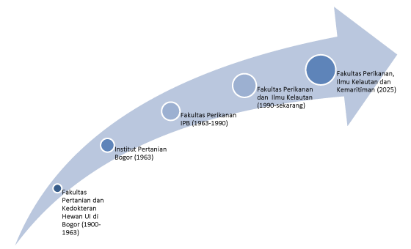 Fakultas
Pertanian dan
Kedokteran
Hewan UI di
Bogor (1900-
1963)
Institut Pertanian
Bogor (1963)
Fakultas Perikanan
IPB (1963-1990)
Fakultas Perikanan
dan Ilmu Kelautan
(1990-sekarang)
Fakultas Perikanan,
Ilmu Kelautan dan
Kemaritiman (2025)